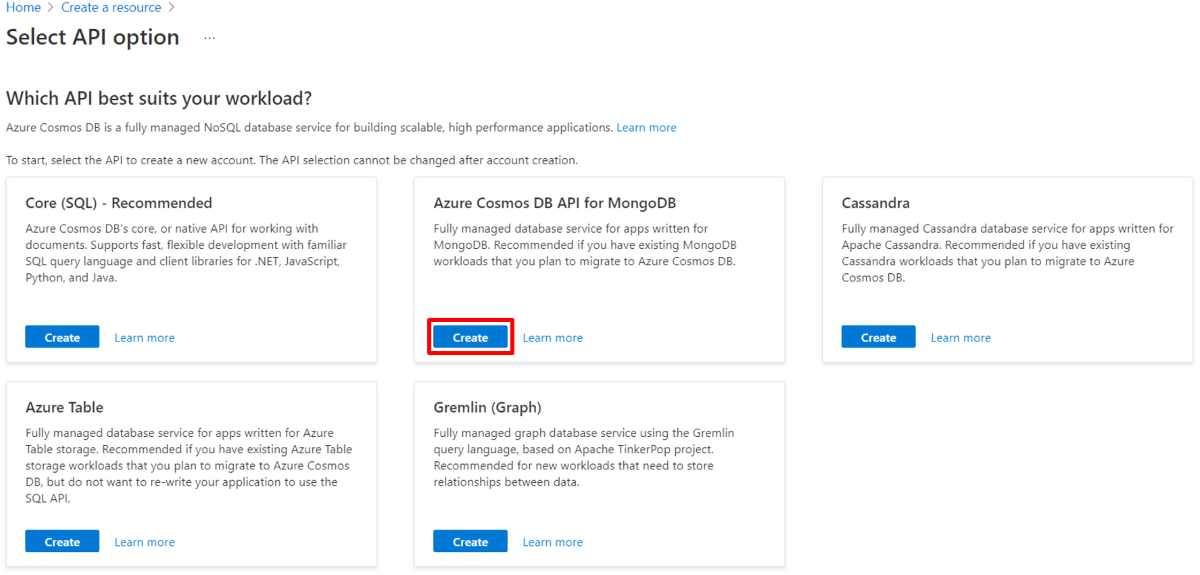 Home > Create a resource >
Select API option ...
Which API best suits your workload?
Azure Cosmos DB is a fully managed NoSQL database service for building scalable, high performance applications. Learn more
To start, select the API to create a new account. The API selection cannot be changed after account creation.
Core (SQL) - Recommended
Azure Cosmos DB's core, or native API for working with
documents. Supports fast, flexible development with familiar
SQL query language and client libraries for .NET, JavaScript,
Python, and Java.
Create Learn more
Azure Cosmos DB API for MongoDB
Fully managed database service for apps written for
MongoDB. Recommended if you have existing MongoDB
workloads that you plan to migrate to Azure Cosmos DB.
Create Learn more
Cassandra
Fully managed Cassandra database service for apps written for
Apache Cassandra. Recommended if you have existing
Cassandra workloads that you plan to migrate to Azure
Cosmos DB.
Create Learn more
Azure Table
Fully managed database service for apps written for Azure
Table storage. Recommended if you have existing Azure Table
storage workloads that you plan to migrate to Azure Cosmos
DB, but do not want to re-write your application to use the
SQL API.
Create Learn more
Gremlin (Graph)
Fully managed graph database service using the Gremlin
query language, based on Apache TinkerPop project.
Recommended for new workloads that need to store
relationships between data.
Create Learn more